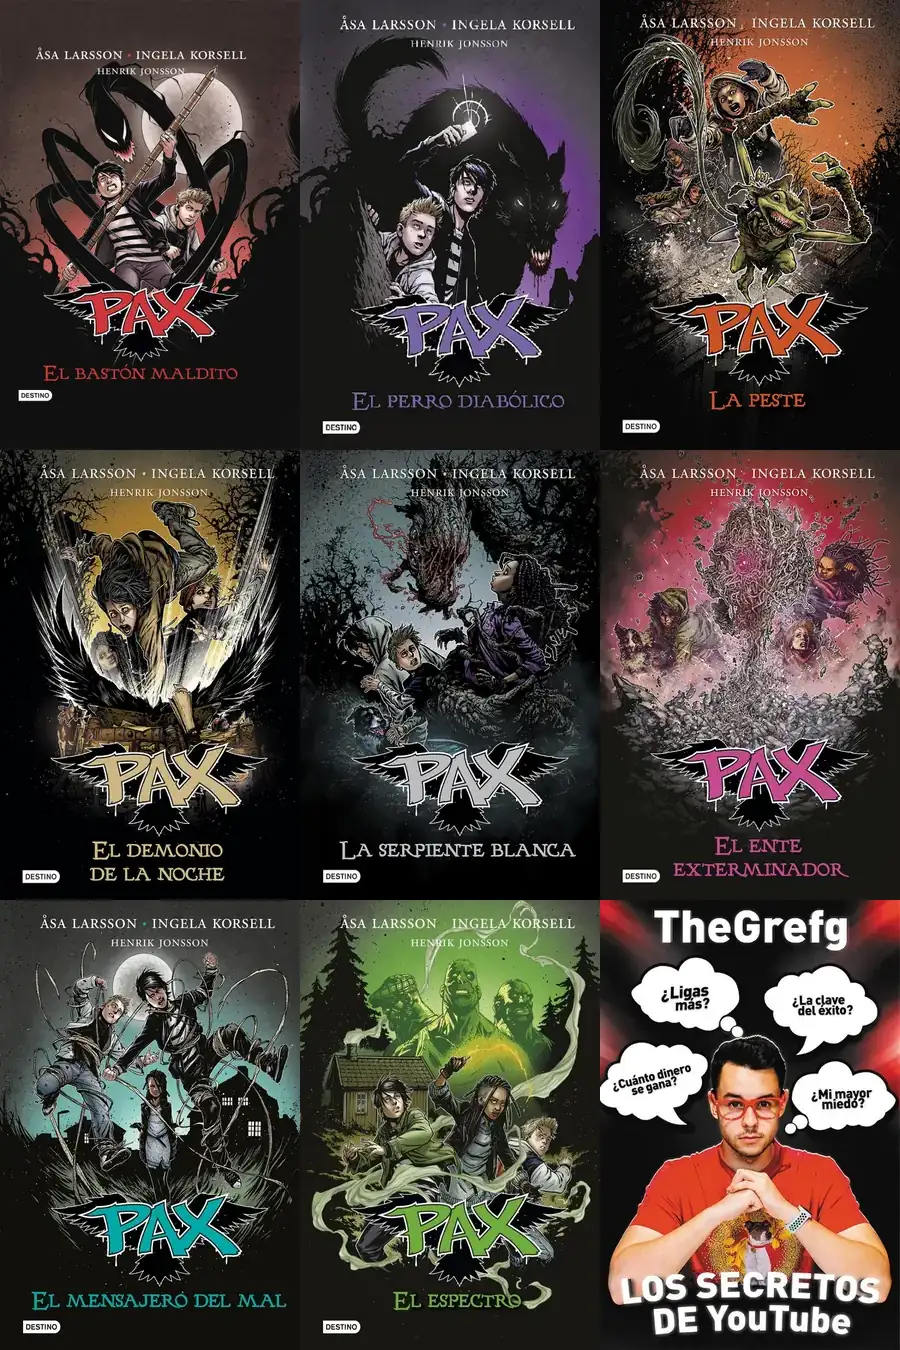 ÅSA LARSSON • INGELA KORSELL
HENRIK JONSSON
PAX
EL BASTÓN MALDITO
DESTINO
ÅSA LARSSON • INGELA KORSELL
HENRIK JONSSON
PAX
EL PERRO DIABÓLICO
DESTINO
ÅSA LARSSON • INGELA KORSELL
HENRIK JONSSON
PAX
LA PESTE
DESTINO
ÅSA LARSSON • INGELA KORSELL
HENRIK JONSSON
PAX
EL DEMONIO
DE LA NOCHE
DESTINO
ÅSA LARSSON • INGELA KORSELL
HENRIK JONSSON
PAX
LA SERPIENTE BLANCA
DESTINO
ÅSA LARSSON INGELA KORSELL
HENRIK JONSSON
PAX
EL ENTE
EXTERMINADOR
DESTINO
ÅSA LARSSON • INGELA KORSELL
HENRIK JONSSON
PAX
EL MENSAJERO DEL MAL
DESTINO
ÅSA LARSSON • INGELA KORSELL
HENRIK JONSSON
PAX
EL ESPECTRO
DESTINO
TheGrefg
¿Ligas
más?
¿La clave
del éxito?
¿Cuánto dinero
se gana?
¿Mi mayor
miedo?
LOS SECRETOS
DE YouTube